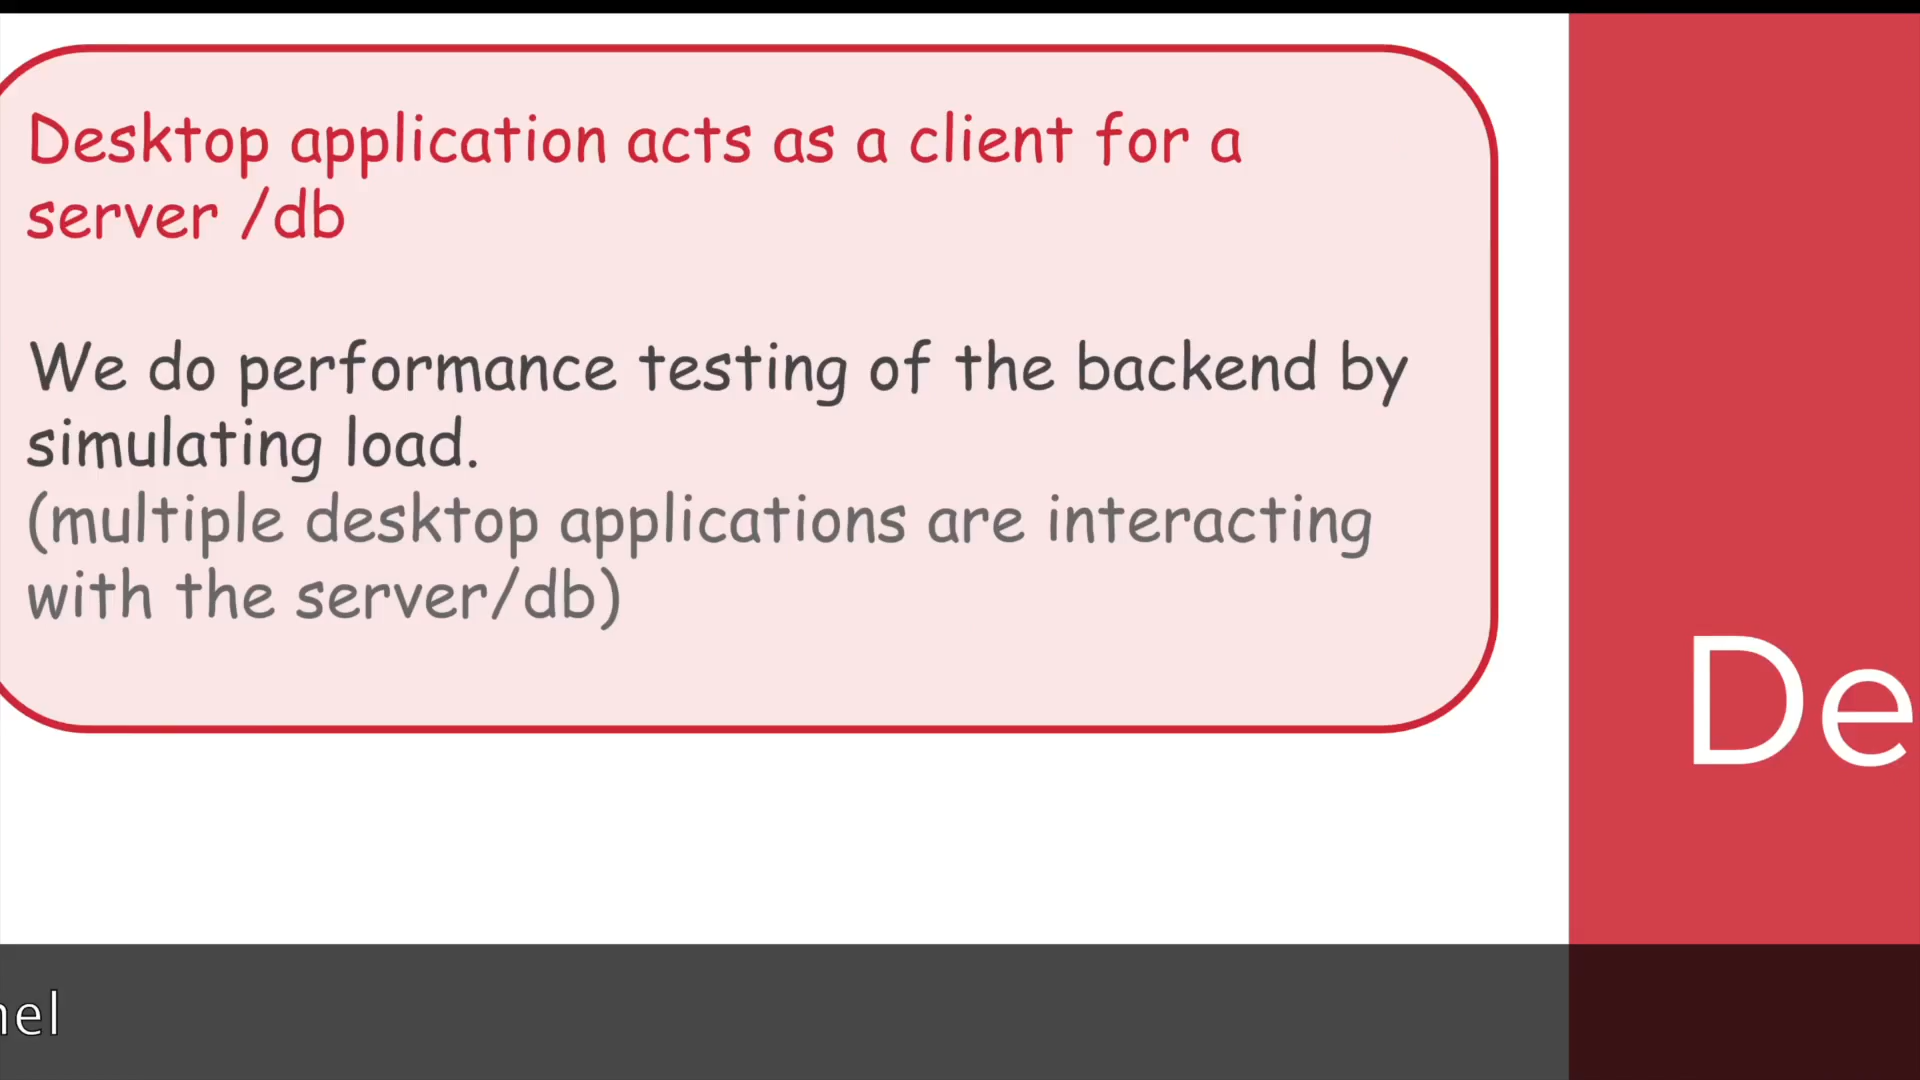 Desktop application acts as a client for a
server /db
We do performance testing of the backend by
simulating load.
(multiple desktop applications are interacting
with the server/db)
De
nel